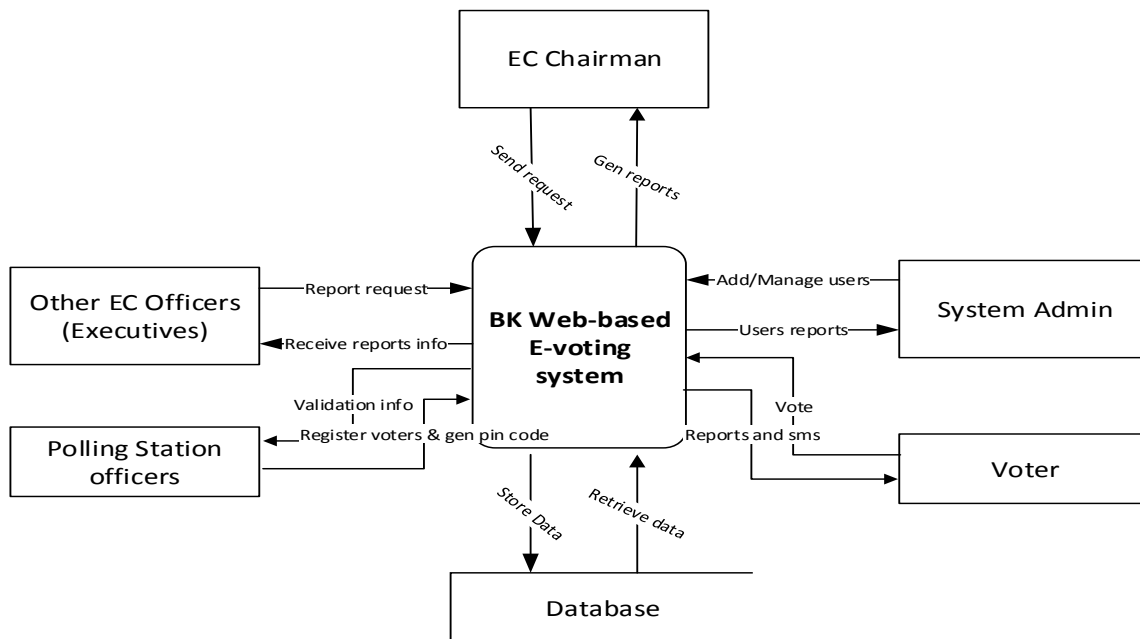 EC Chairman
Send request
Gen reports
Other EC Officers
(Executives)
Report request
Receive reports info
BK Web-based
E-voting
system
Add/Manage users
Users reports
System Admin
Validation info
Register voters & gen pin code
Polling Station
officers
Vote
Reports and sms
Voter
Store Data
Retrieve data
Database